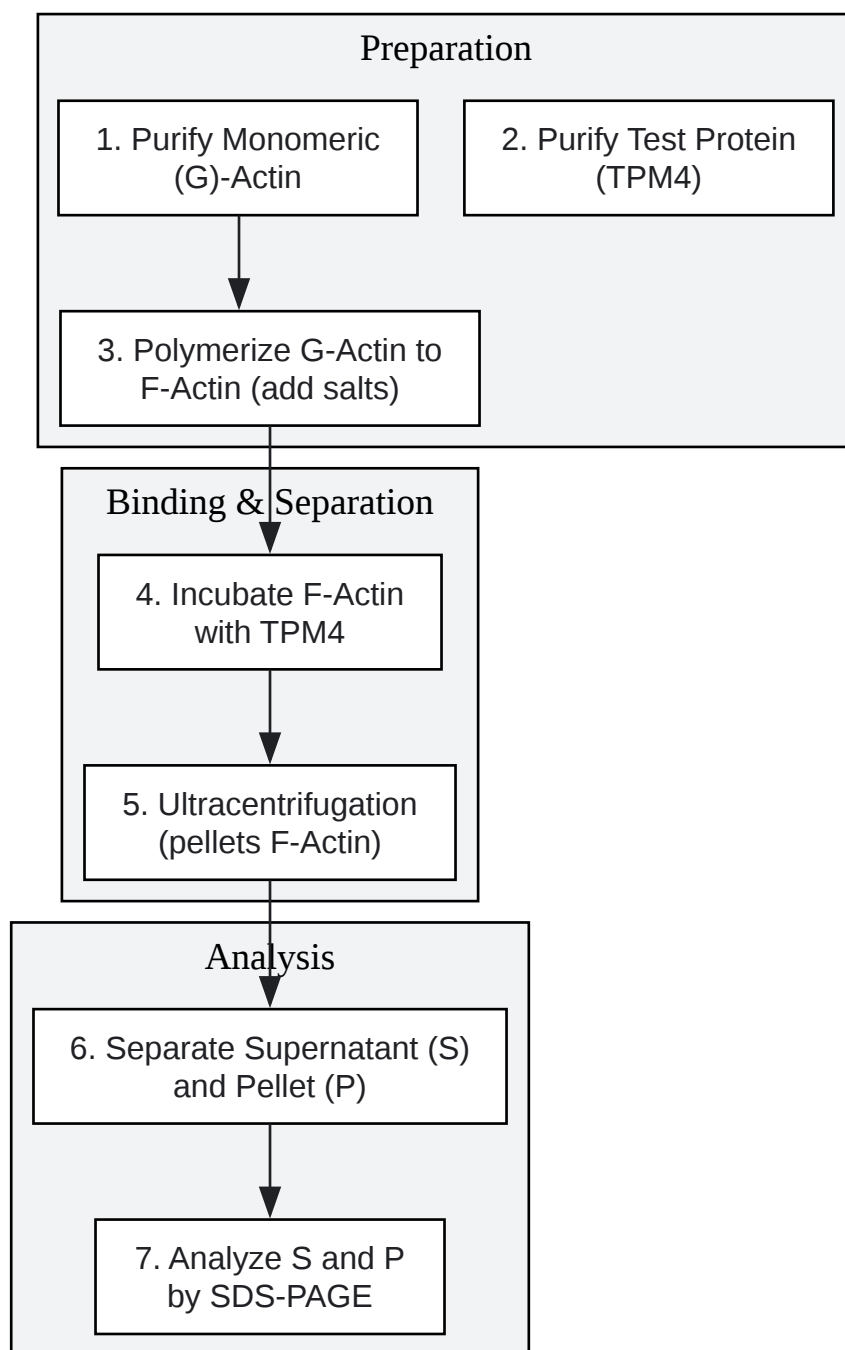 Preparation
1. Purify Monomeric
(G)-Actin
2. Purify Test Protein
(TPM4)
3. Polymerize G-Actin to
F-Actin (add salts)
Binding & Separation
4. Incubate F-Actin
with TPM4
5. Ultracentrifugation
(pellets F-Actin)
Analysis
6. Separate Supernatant (S)
and Pellet (P)
7. Analyze S and P
by SDS-PAGE